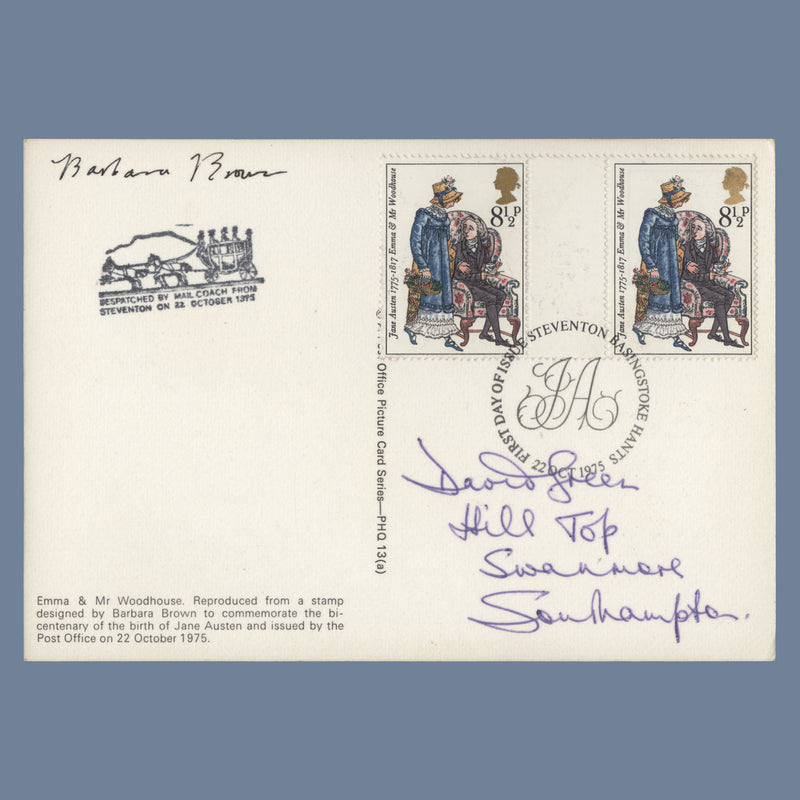 Barbara Brown
DESPATCHED BY MAIL COACH FROM
STEVENTON ON 22 OCTOBER 1975
Jane Austen 1775-1817 Emma & Mr Woodhouse
8½P
Jane Austen 1775-1817 Emma & Mr Woodhouse
8½P
FIRST DAY OF ISSUE STEVENTON BASINGSTOKE HANTS
JA
22 OCT 1975
Office Picture Card Series—PHQ 13(a)
David Green
Hill Top
Swanmore
Southampton.
Emma & Mr Woodhouse. Reproduced from a stamp
designed by Barbara Brown to commemorate the bi-
centenary of the birth of Jane Austen and issued by the
Post Office on 22 October 1975.